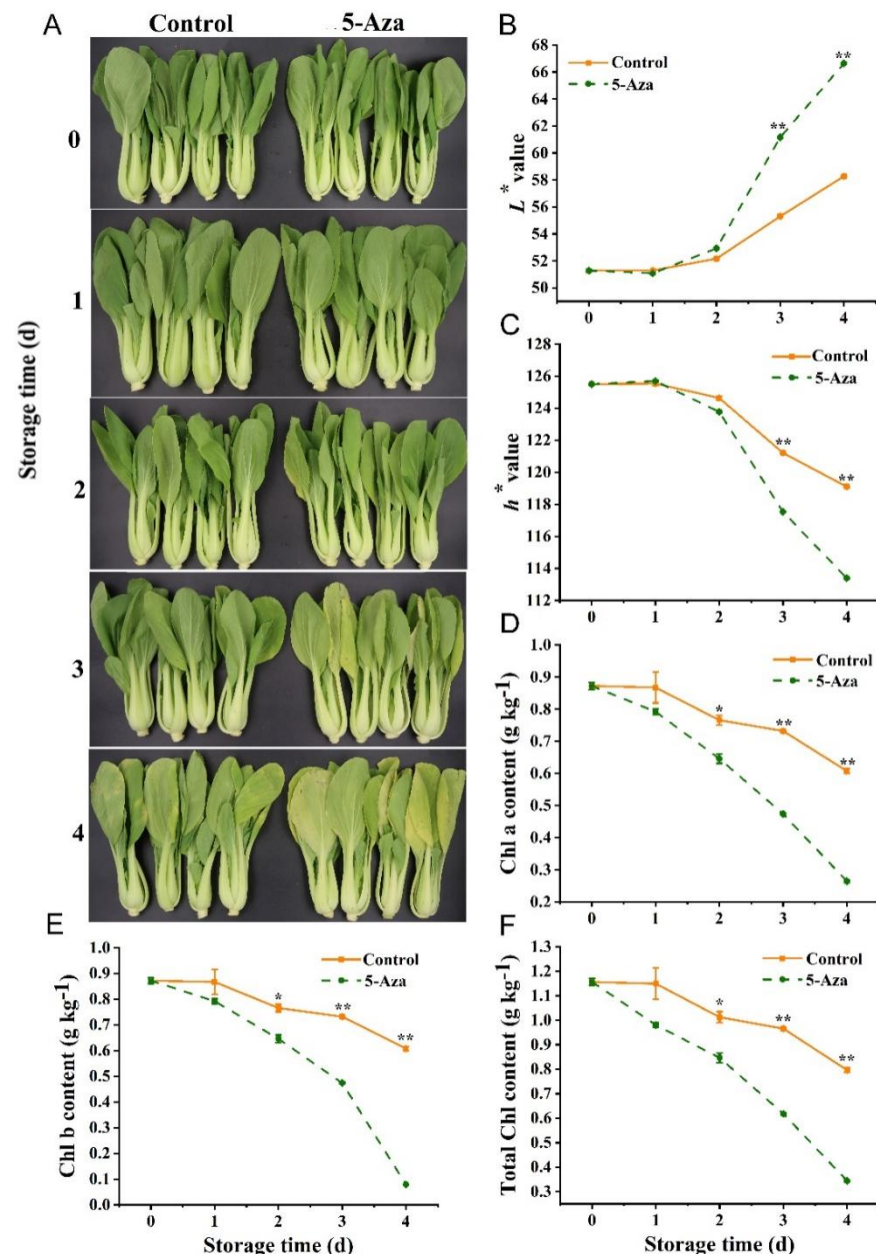 A
Control
5-Aza
Storage time (d)
0
1
2
3
4
B
Control
5-Aza
L* value
68
66
64
62
60
58
56
54
52
50
**
**
0 1 2 3 4
C
Control
5-Aza
h* value
126
124
122
120
118
116
114
112
**
**
0 1 2 3 4
D
Control
5-Aza
Chl a content (g kg-1)
1.0
0.9
0.8
0.7
0.6
0.5
0.4
0.3
0.2
*
**
**
0 1 2 3 4
E
Control
5-Aza
Chl b content (g kg-1)
1.0
0.9
0.8
0.7
0.6
0.5
0.4
0.3
0.2
0.1
0.0
*
**
**
0 1 2 3 4
Storage time (d)
F
Control
5-Aza
Total Chl content (g kg-1)
1.3
1.2
1.1
1.0
0.9
0.8
0.7
0.6
0.5
0.4
0.3
*
**
**
0 1 2 3 4
Storage time (d)